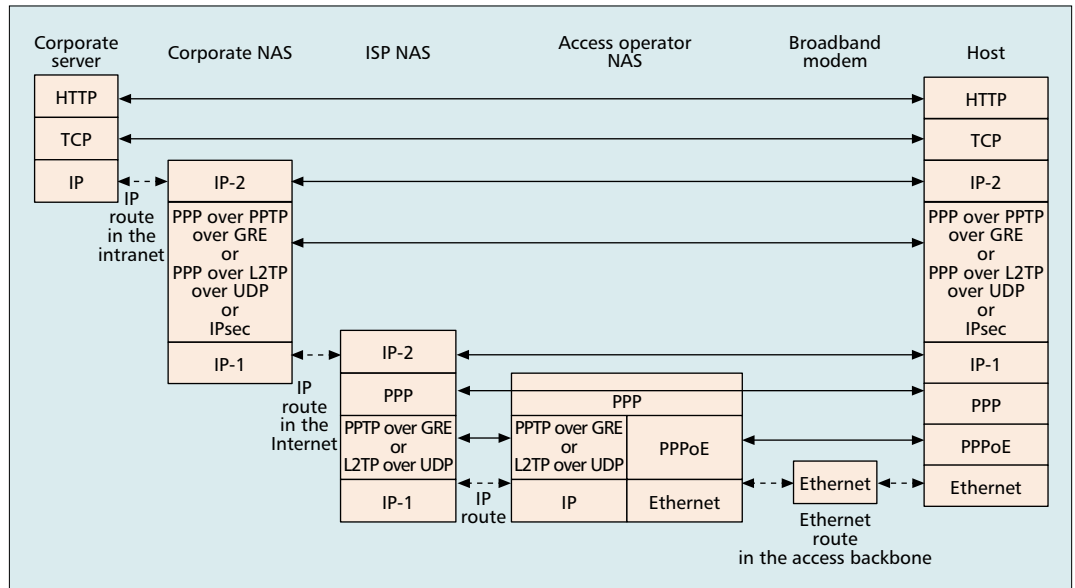 Corporate
server
Corporate NAS
ISP NAS
Access operator
NAS
Broadband
modem
Host
HTTP
TCP
IP
IP
route
in the
intranet
IP-2
PPP over PPTP
over GRE
or
PPP over L2TP
over UDP
or
IPsec
IP-1
IP
route
in the
Internet
IP-2
PPP
PPTP over GRE
or
L2TP over UDP
IP-1
IP
route
PPP
PPTP over GRE
or
L2TP over UDP
PPPoE
IP
Ethernet
Ethernet
Ethernet
route
in the access backbone
HTTP
TCP
IP-2
PPP over PPTP
over GRE
or
PPP over L2TP
over UDP
or
IPsec
IP-1
PPP
PPPoE
Ethernet